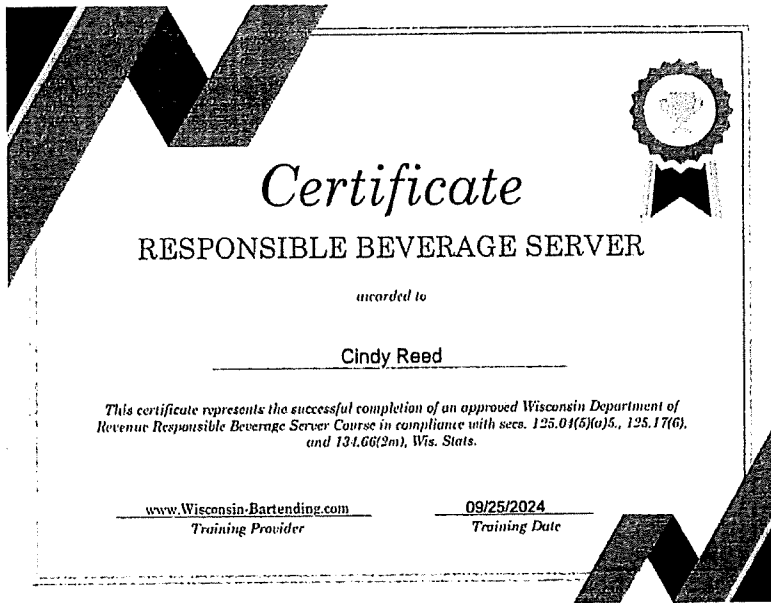 Certificate
RESPONSIBLE BEVERAGE SERVER
awarded to
Cindy Reed
This certificate represents the successful completion of an approved Wisconsin Department of
Revenue Responsible Beverage Server Course in compliance with secs. 125.04(5)(a)5., 125.17(6),
and 134.66(2m), Wis. Stats.
www.Wisconsin-Bartending.com 09/25/2024
Training Provider Training Date